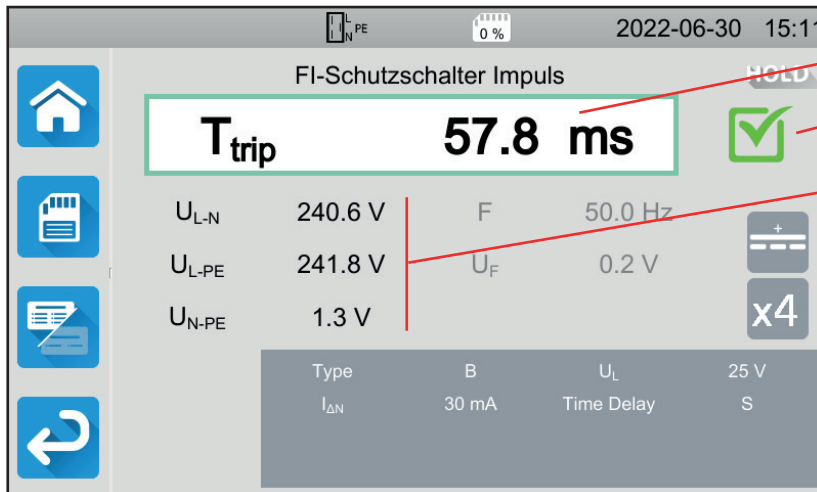 L
N PE 0 % 2022-06-30 15:11
FI-Schutzschalter Impuls HOLD
Ttrip 57.8 ms
UL-N 240.6 V F 50.0 Hz
UL-PE 241.8 V UF 0.2 V
UN-PE 1.3 V
x4
Type B UL 25 V
IΔN 30 mA Time Delay S